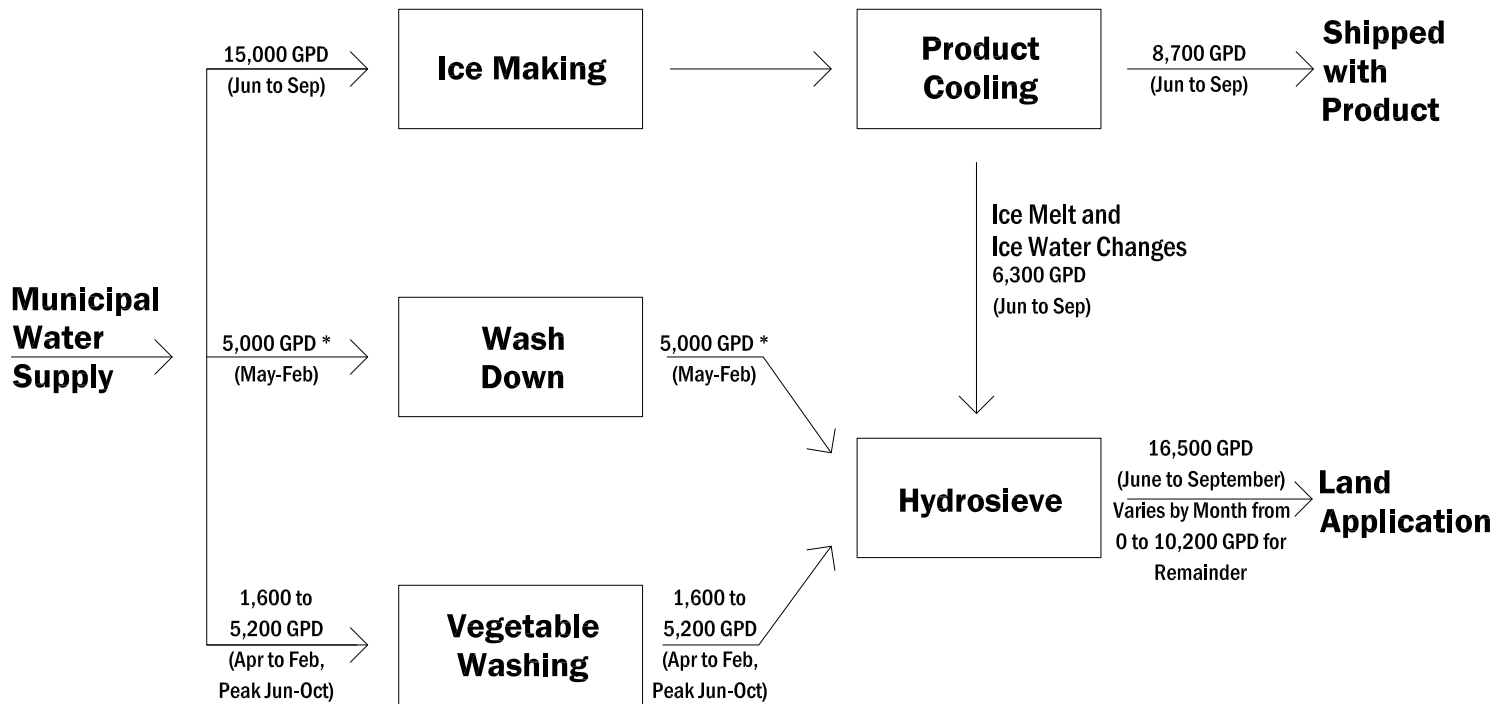 15,000 GPD
(Jun to Sep)
Ice Making
Product
Cooling
8,700 GPD
(Jun to Sep)
Shipped
with
Product
Ice Melt and
Ice Water Changes
6,300 GPD
(Jun to Sep)
Municipal
Water
Supply
5,000 GPD *
(May-Feb)
Wash
Down
5,000 GPD *
(May-Feb)
Hydrosieve
16,500 GPD
(June to September)
Varies by Month from
0 to 10,200 GPD for
Remainder
Land
Application
1,600 to
5,200 GPD
(Apr to Feb,
Peak Jun-Oct)
Vegetable
Washing
1,600 to
5,200 GPD
(Apr to Feb,
Peak Jun-Oct)